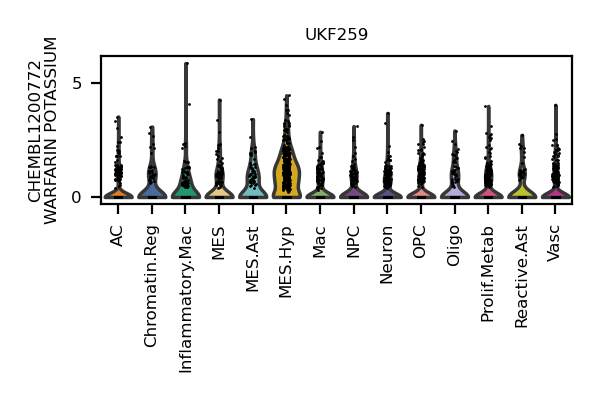 UKF259
CHEMBL1200772
WARFARIN POTASSIUM
5
0
AC
Chromatin.Reg
Inflammatory.Mac
MES
MES.Ast
MES.Hyp
Mac
NPC
Neuron
OPC
Oligo
Prolif.Metab
Reactive.Ast
Vasc